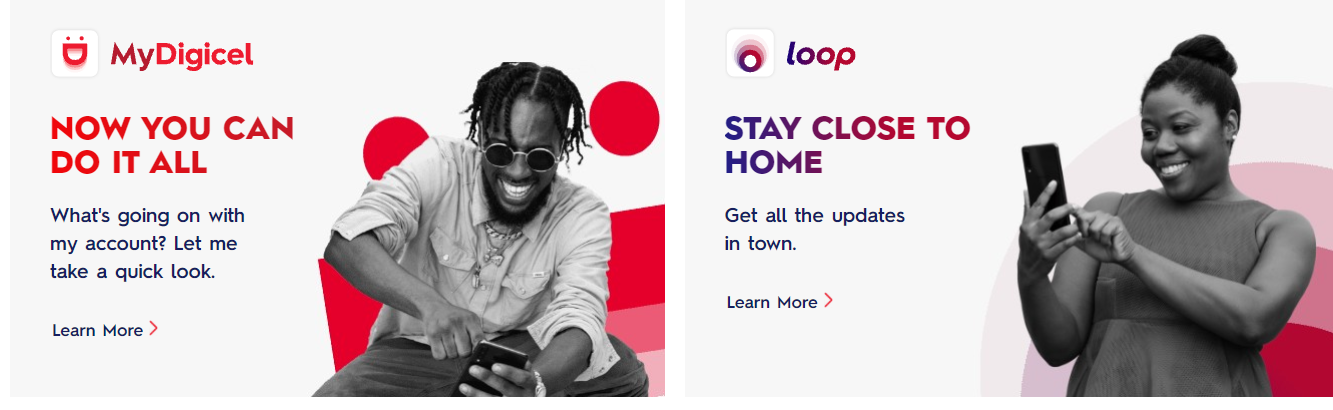 MyDigicel
NOW YOU CAN
DO IT ALL
What's going on with
my account? Let me
take a quick look.
Learn More
loop
STAY CLOSE TO
HOME
Get all the updates
in town.
Learn More